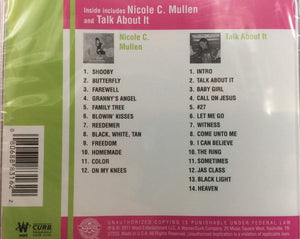 Inside includes Nicole C. Mullen
and Talk About It
Nicole C.
Mullen
1. SHOOBY
2. BUTTERFLY
3. FAREWELL
4. GRANNY'S ANGEL
5. FAMILY TREE
6. BLOWIN' KISSES
7. REEDEMER
8. BLACK, WHITE, TAN
9. FREEDOM
10. HOMEMADE
11. COLOR
12. ON MY KNEES
Talk About It
1. INTRO
2. TALK ABOUT IT
3. BABY GIRL
4. CALL ON JESUS
5. #27
6. LET ME GO
7. WITNESS
8. COME UNTO ME
9. I CAN BELIEVE
10. THE RING
11. SOMETIMES
12. JAS CLASS
13. BLACK LIGHT
14. HEAVEN
CURB
UNAUTHORIZED COPYING IS PUNISHABLE UNDER FEDERAL LAW